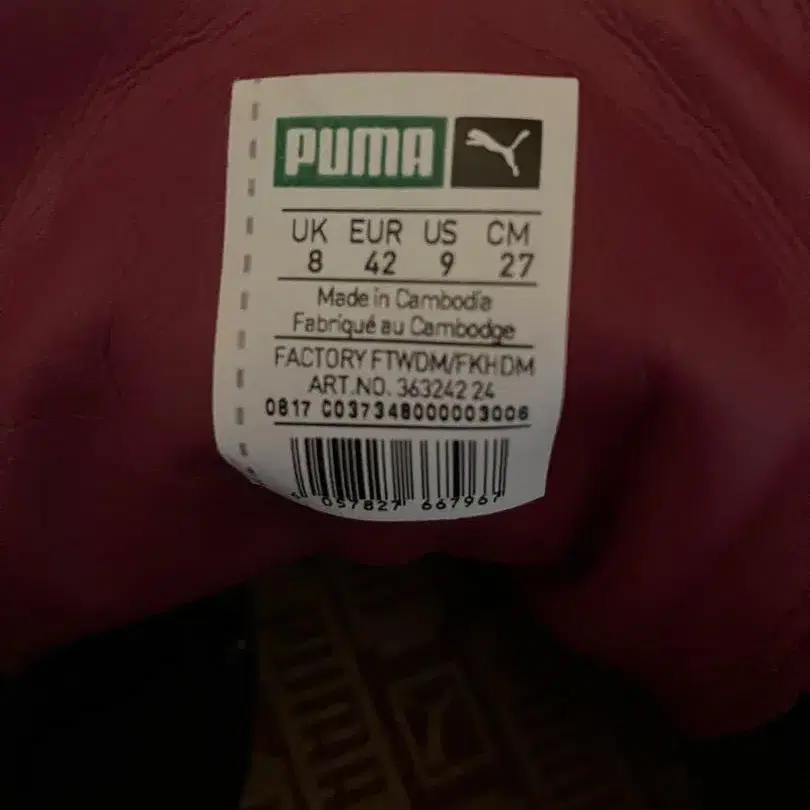 PUMA
UK EUR US CM
8 42 9 27
Made in Cambodia
Fabriqué au Cambodge
FACTORY FTWDM/FKHDM
ART.NO. 363242 24
0817 C037348000003006
5 057827 667967